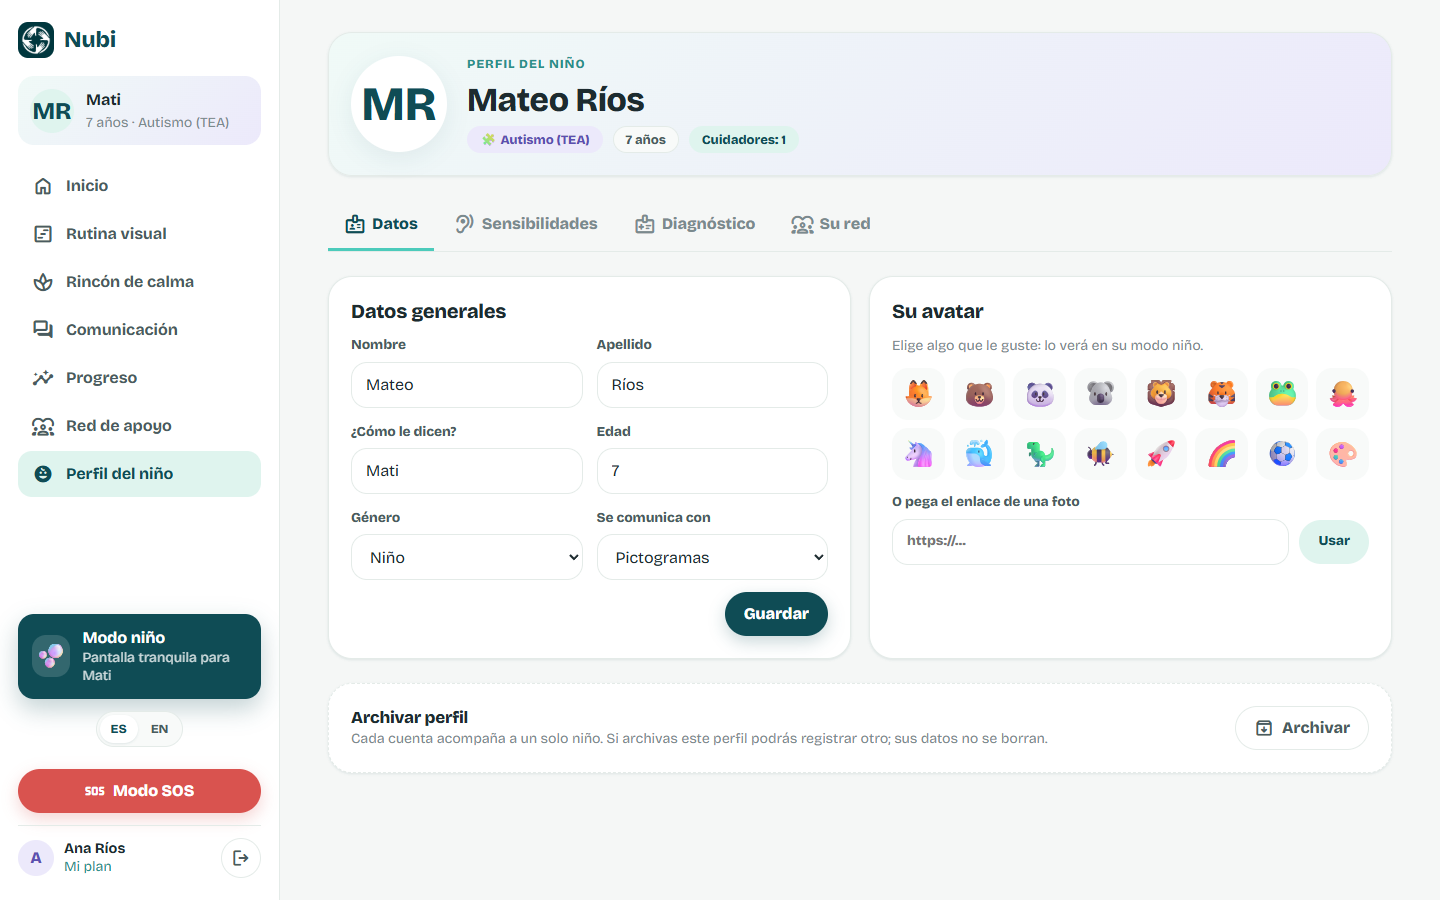 Nubi
MR
Mati
7 años · Autismo (TEA)
Inicio
Rutina visual
Rincón de calma
Comunicación
Progreso
Red de apoyo
Perfil del niño
Modo niño
Pantalla tranquila para
Mati
ES EN
SOS Modo SOS
A
Ana Ríos
Mi plan
MR
PERFIL DEL NIÑO
Mateo Ríos
Autismo (TEA) 7 años Cuidadores: 1
Datos Sensibilidades Diagnóstico Su red
Datos generales
Nombre Apellido
Mateo Ríos
¿Cómo le dicen? Edad
Mati 7
Género Se comunica con
Niño Pictogramas
Guardar
Su avatar
Elige algo que le guste: lo verá en su modo niño.
O pega el enlace de una foto
https://... Usar
Archivar perfil
Cada cuenta acompaña a un solo niño. Si archivas este perfil podrás registrar otro; sus datos no se borran.
Archivar